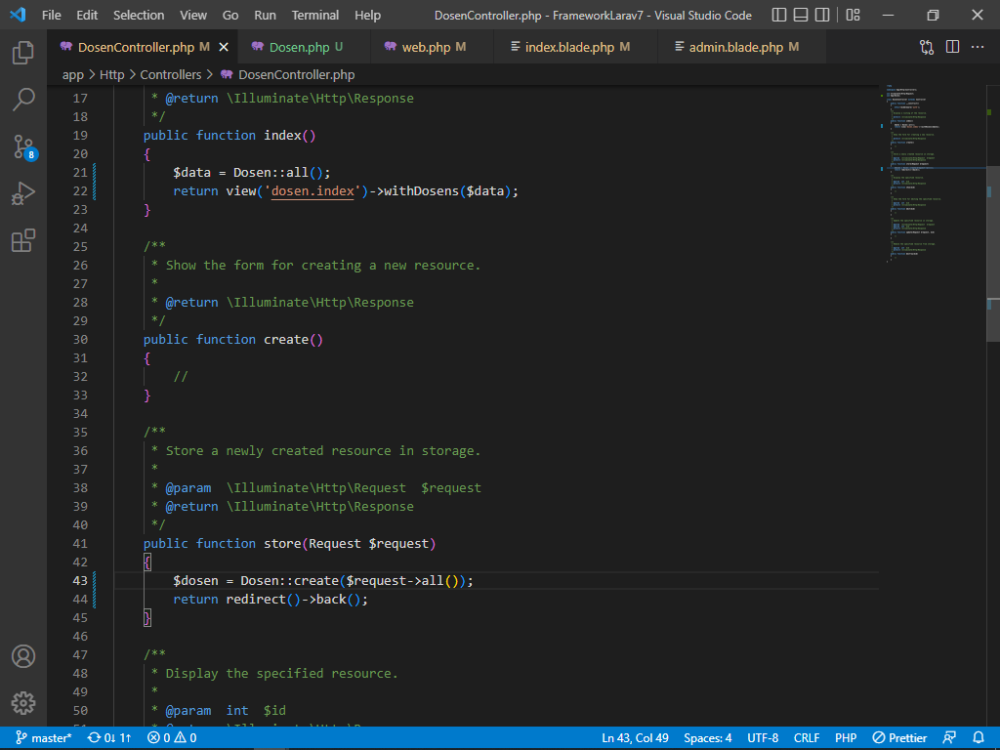 File Edit Selection View Go Run Terminal Help DosenController.php - FrameworkLarav7 - Visual Studio Code
DosenController.php M Dosen.php U web.php M index.blade.php M admin.blade.php M
app > Http > Controllers > DosenController.php
17 * @return \Illuminate\Http\Response
18 */
19 public function index()
20 {
21 $data = Dosen::all();
22 return view('dosen.index')->withDosens($data);
23 }
24
25 /**
26 * Show the form for creating a new resource.
27 *
28 * @return \Illuminate\Http\Response
29 */
30 public function create()
31 {
32 //
33 }
34
35 /**
36 * Store a newly created resource in storage.
37 *
38 * @param  \Illuminate\Http\Request  $request
39 * @return \Illuminate\Http\Response
40 */
41 public function store(Request $request)
42 {
43 $dosen = Dosen::create($request->all());
44 return redirect()->back();
45 }
46
47 /**
48 * Display the specified resource.
49 *
50 * @param  int  $id
8
master* 0↓ 1↑ 0 0 Ln 43, Col 49 Spaces: 4 UTF-8 CRLF PHP Prettier